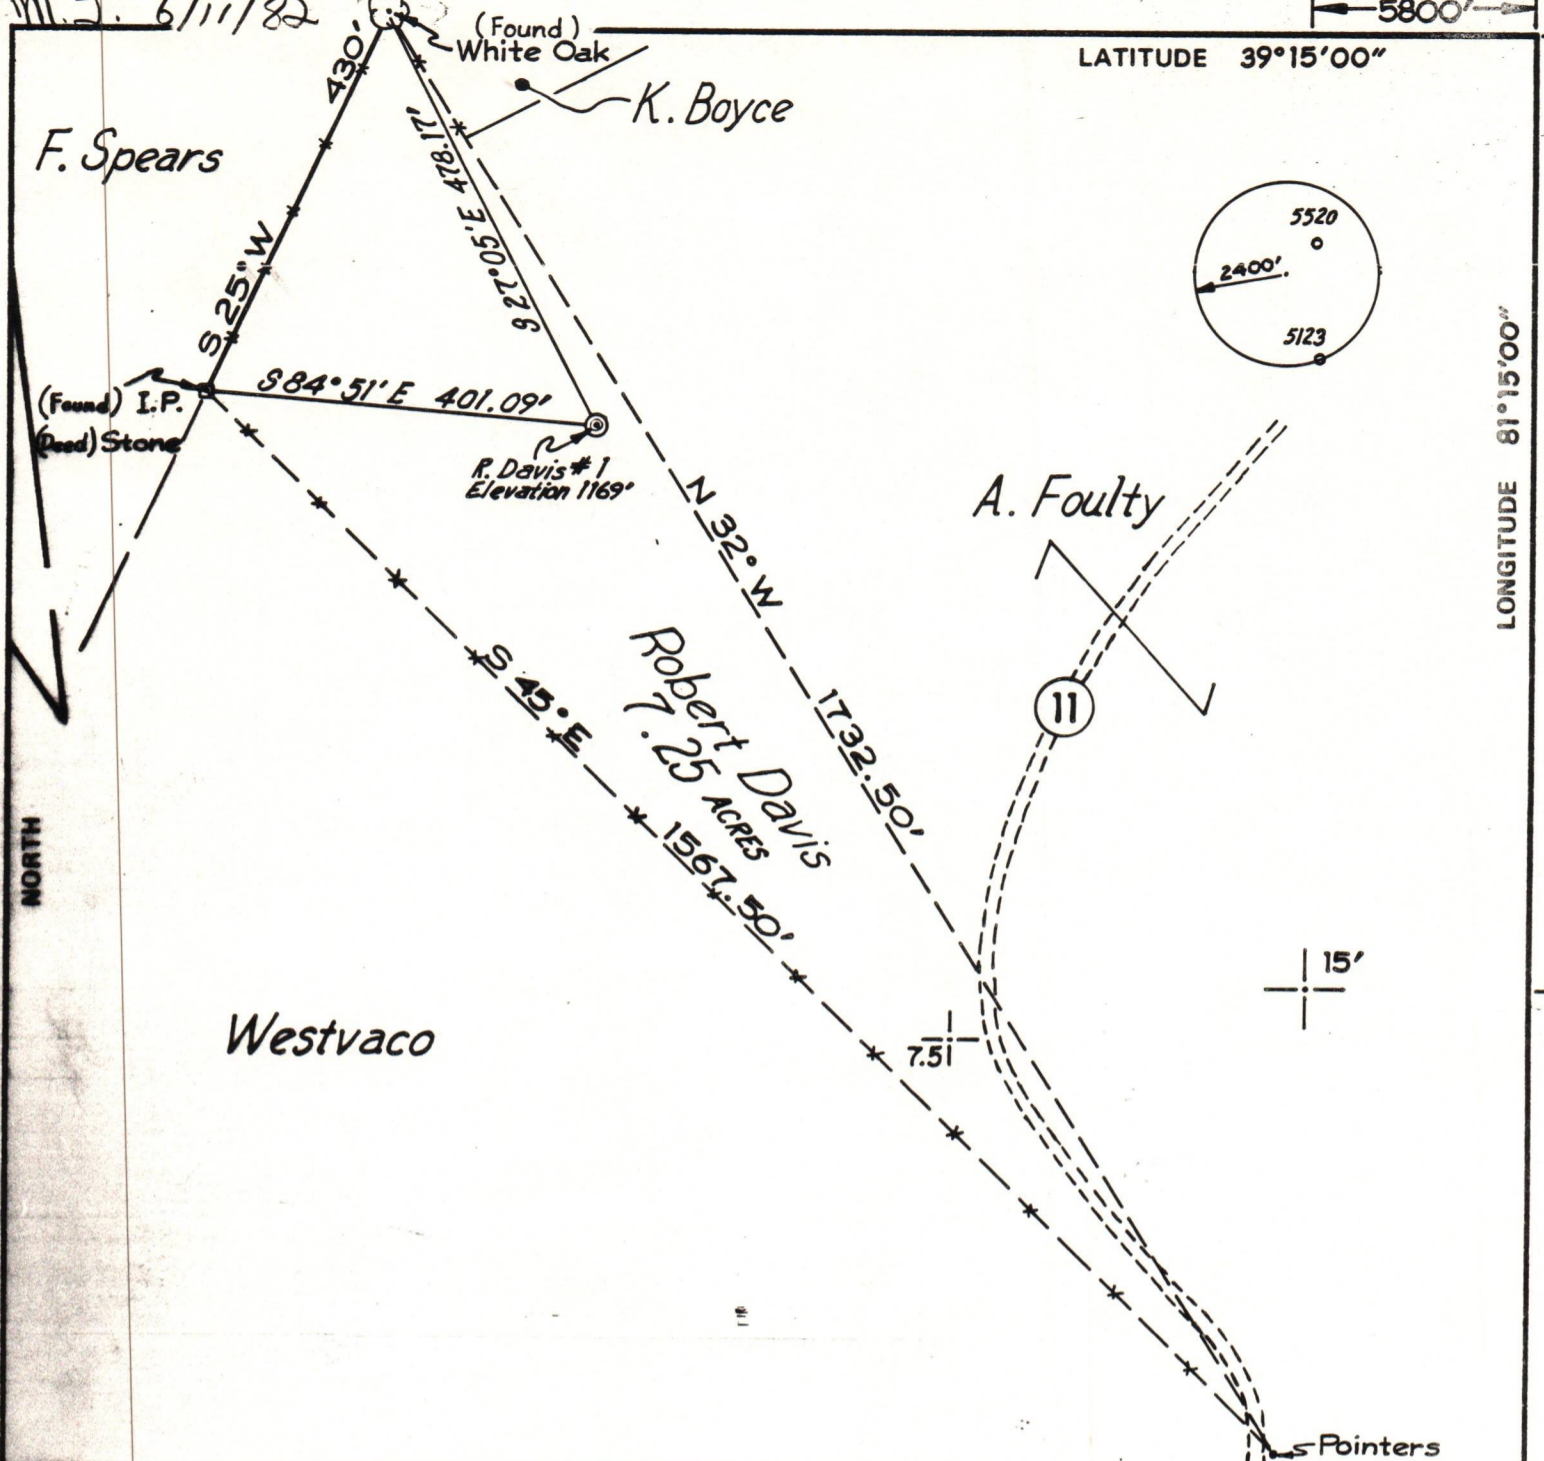 6/11/82
5800'
(Found)
White Oak
LATITUDE 39°15'00"
430'
K. Boyce
F. Spears
S 27°05' E 478.17'
5520
2400'
5123
S 25° W
LONGITUDE 81°15'00"
S 84°51' E 401.09'
(Found) I.P.
(Deed) Stone
R. Davis #1
Elevation 1169'
A. Foulty
N 32° W 1732.50'
11
S 45° E 1567.50'
Robert Davis
7.25 ACRES
NORTH
15'
7.5'
Westvaco
Pointers